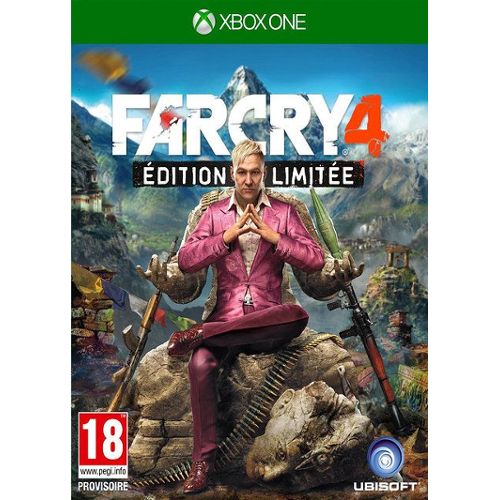 XBOX ONE
FARCRY4
ÉDITION LIMITÉE
18
www.pegi.info
PROVISOIRE
UBISOFT